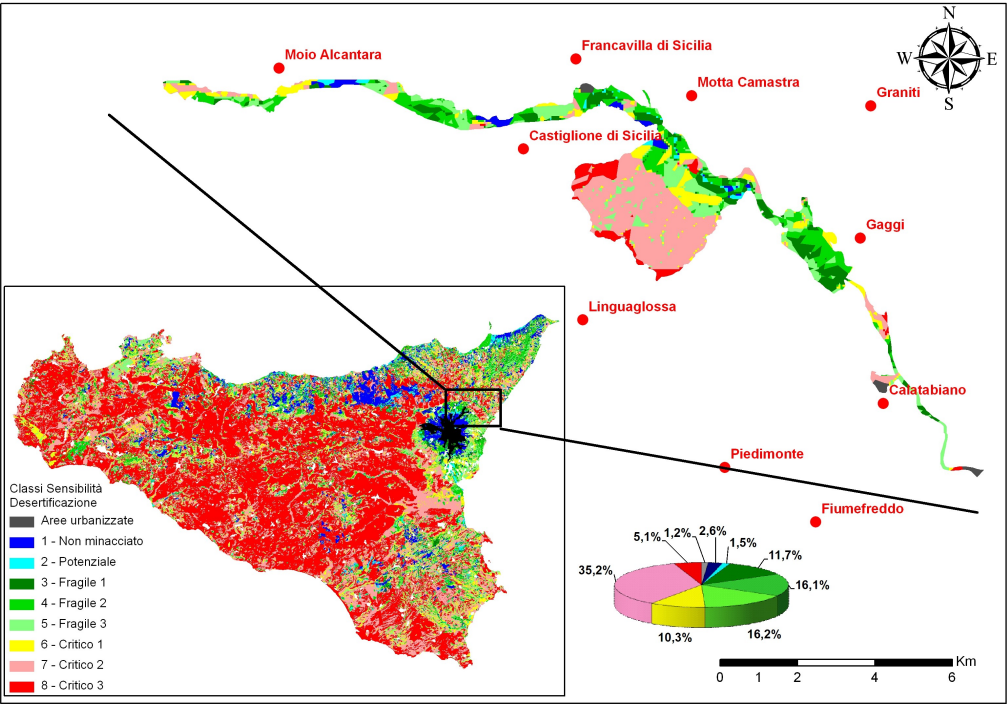 N
W
E
S
Moio Alcantara
Francavilla di Sicilia
Motta Camastra
Graniti
Castiglione di Sicilia
Gaggi
Linguaglossa
Calatabiano
Piedimonte
Fiumefreddo
Classi Sensibilità
Desertificazione
Aree urbanizzate
1 - Non minacciato
2 - Potenziale
3 - Fragile 1
4 - Fragile 2
5 - Fragile 3
6 - Critico 1
7 - Critico 2
8 - Critico 3
5,1%
1,2%
2,6%
1,5%
11,7%
35,2%
16,1%
10,3%
16,2%
Km
0 1 2 4 6